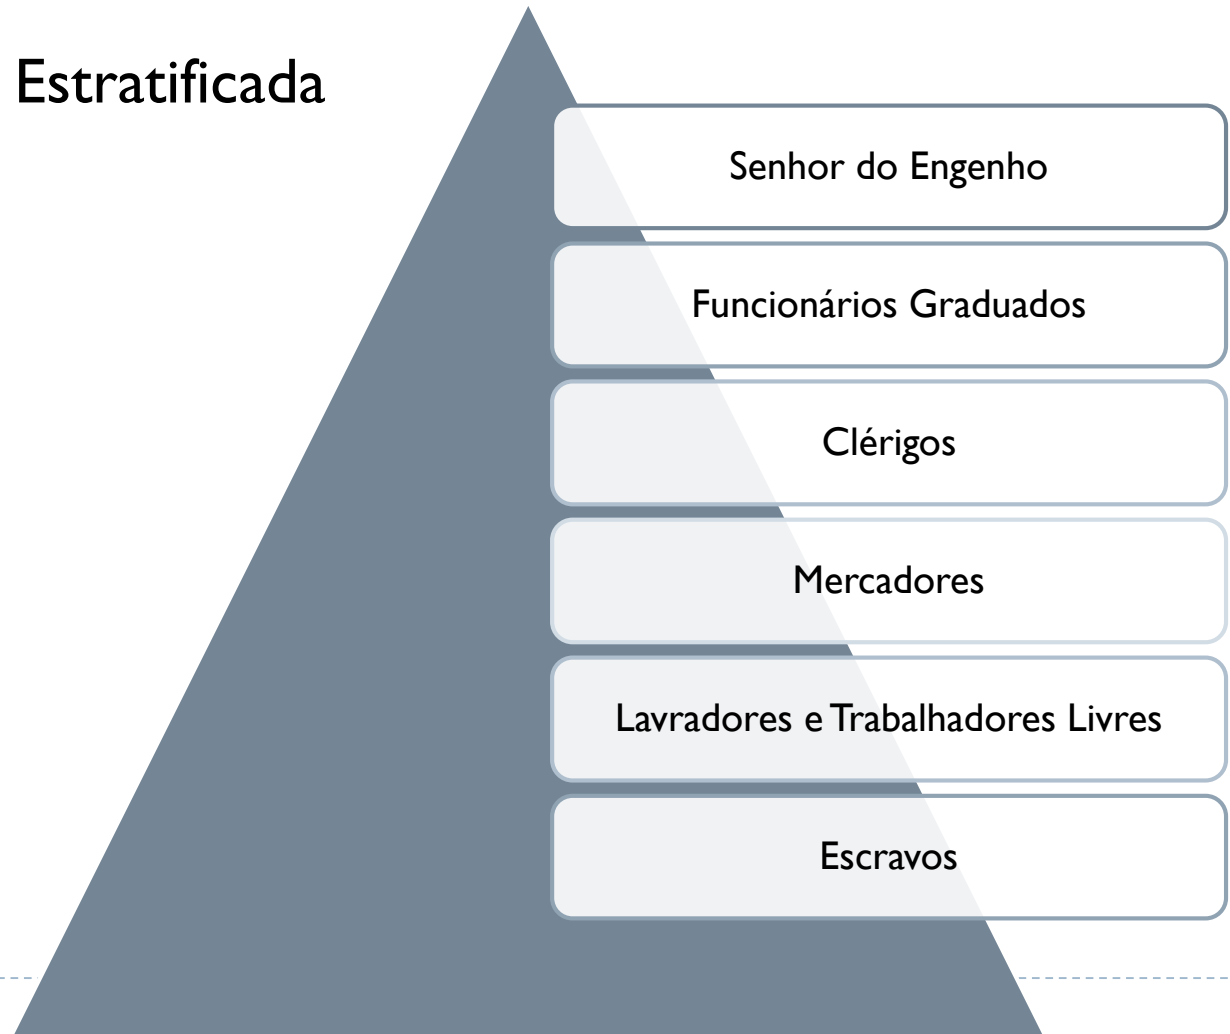 Estratificada
Senhor do Engenho
Funcionários Graduados
Clérigos
Mercadores
Lavradores e Trabalhadores Livres
Escravos